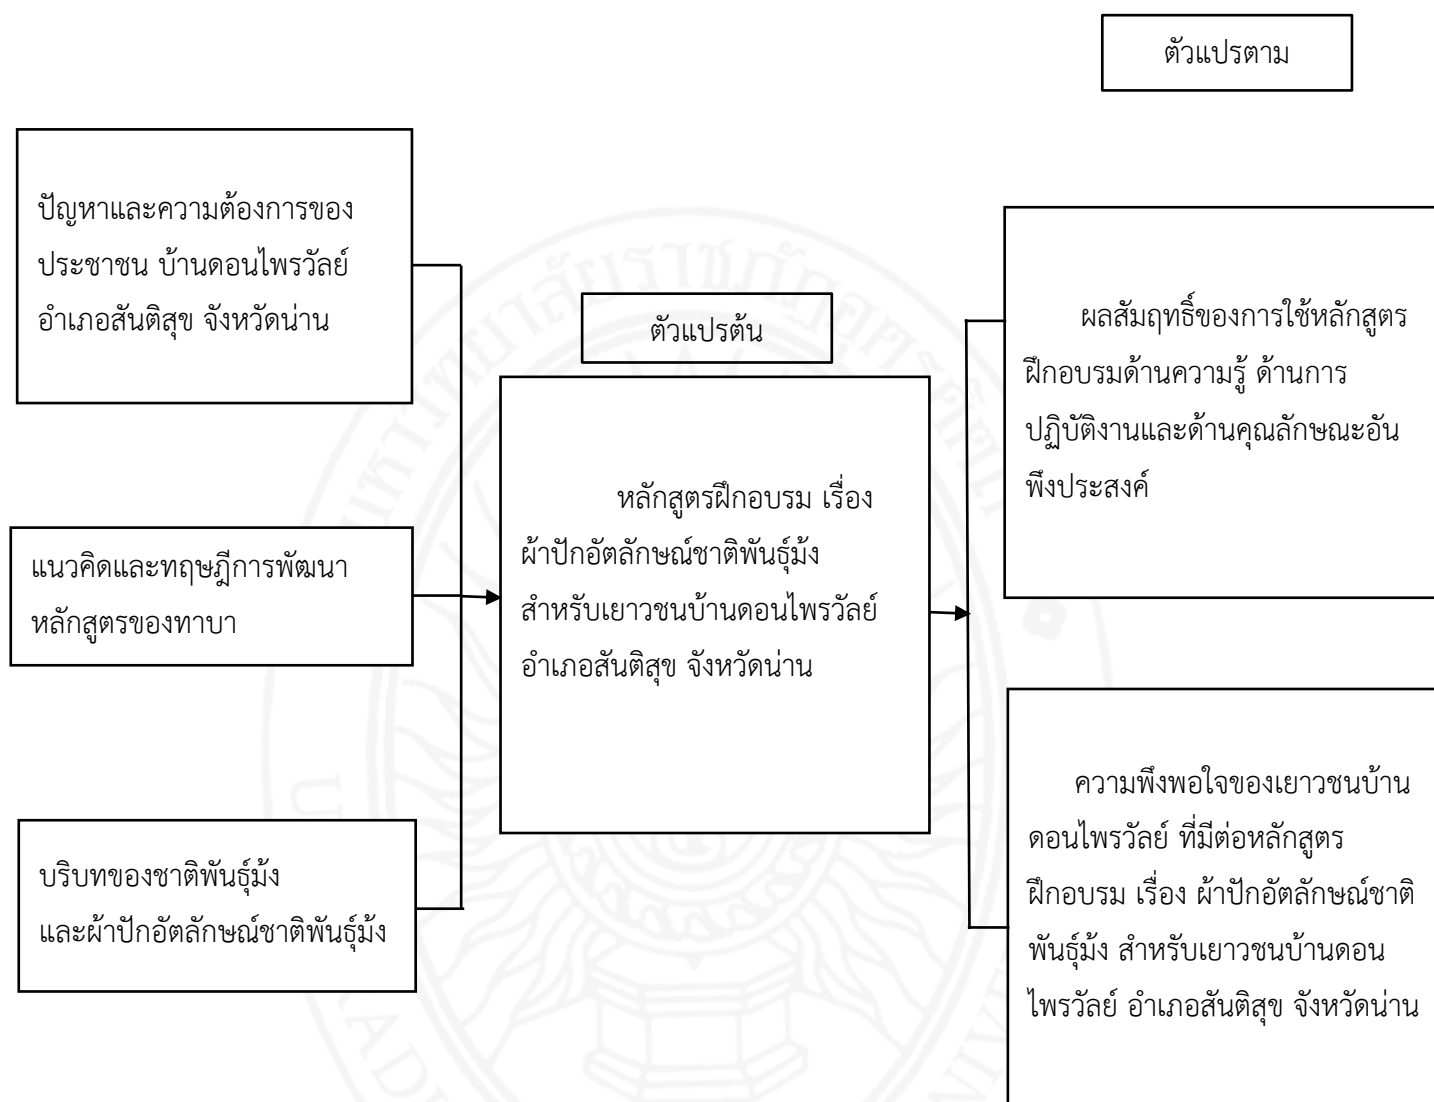 ตัวแปรตาม
ปัญหาและความต้องการของ
ประชาชน บ้านดอนไพรวัลย์
อำเภอสันติสุข จังหวัดน่าน
แนวคิดและทฤษฎีการพัฒนา
หลักสูตรของทาบา
บริบทของชาติพันธุ์ม้ง
และผ้าปักอัตลักษณ์ชาติพันธุ์ม้ง
ตัวแปรต้น
หลักสูตรฝึกอบรม เรื่อง
ผ้าปักอัตลักษณ์ชาติพันธุ์ม้ง
สำหรับเยาวชนบ้านดอนไพรวัลย์
อำเภอสันติสุข จังหวัดน่าน
ผลสัมฤทธิ์ของการใช้หลักสูตร
ฝึกอบรมด้านความรู้ ด้านการ
ปฏิบัติงานและด้านคุณลักษณะอัน
พึงประสงค์
ความพึงพอใจของเยาวชนบ้าน
ดอนไพรวัลย์ ที่มีต่อหลักสูตร
ฝึกอบรม เรื่อง ผ้าปักอัตลักษณ์ชาติ
พันธุ์ม้ง สำหรับเยาวชนบ้านดอน
ไพรวัลย์ อำเภอสันติสุข จังหวัดน่าน